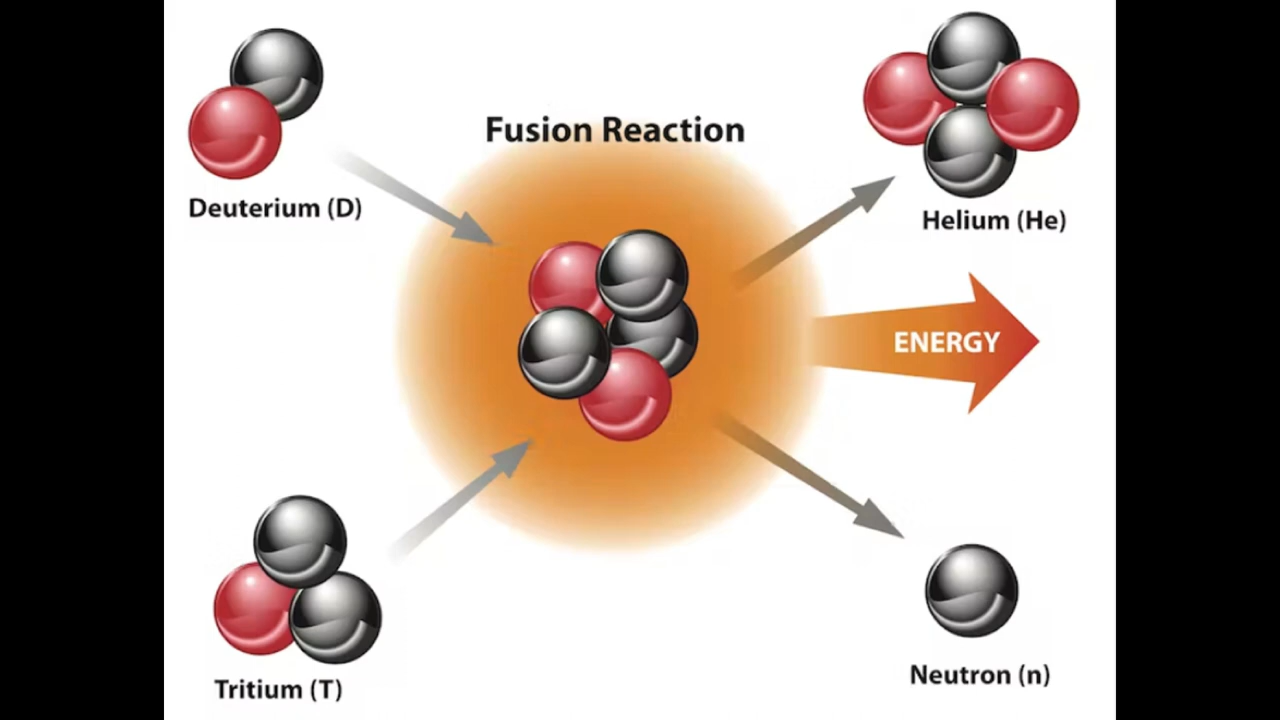 Fusion Reaction
Deuterium (D)
Helium (He)
ENERGY
Tritium (T)
Neutron (n)